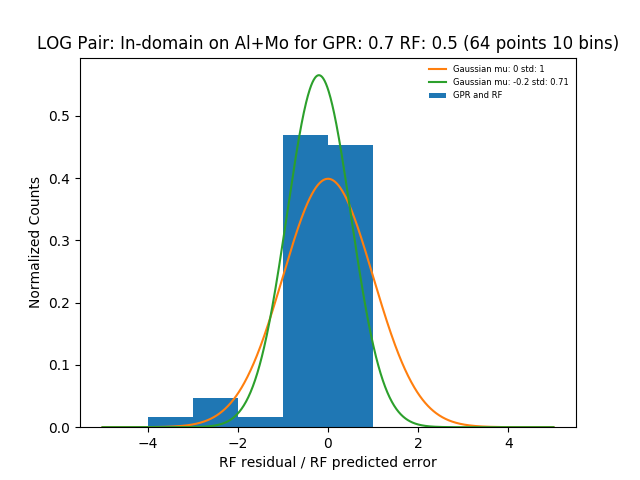 LOG Pair: In-domain on Al+Mo for GPR: 0.7 RF: 0.5 (64 points 10 bins)
Gaussian mu: 0 std: 1
Gaussian mu: -0.2 std: 0.71
GPR and RF
Normalized Counts
0.5
0.4
0.3
0.2
0.1
0.0
−4
−2
0
2
4
RF residual / RF predicted error